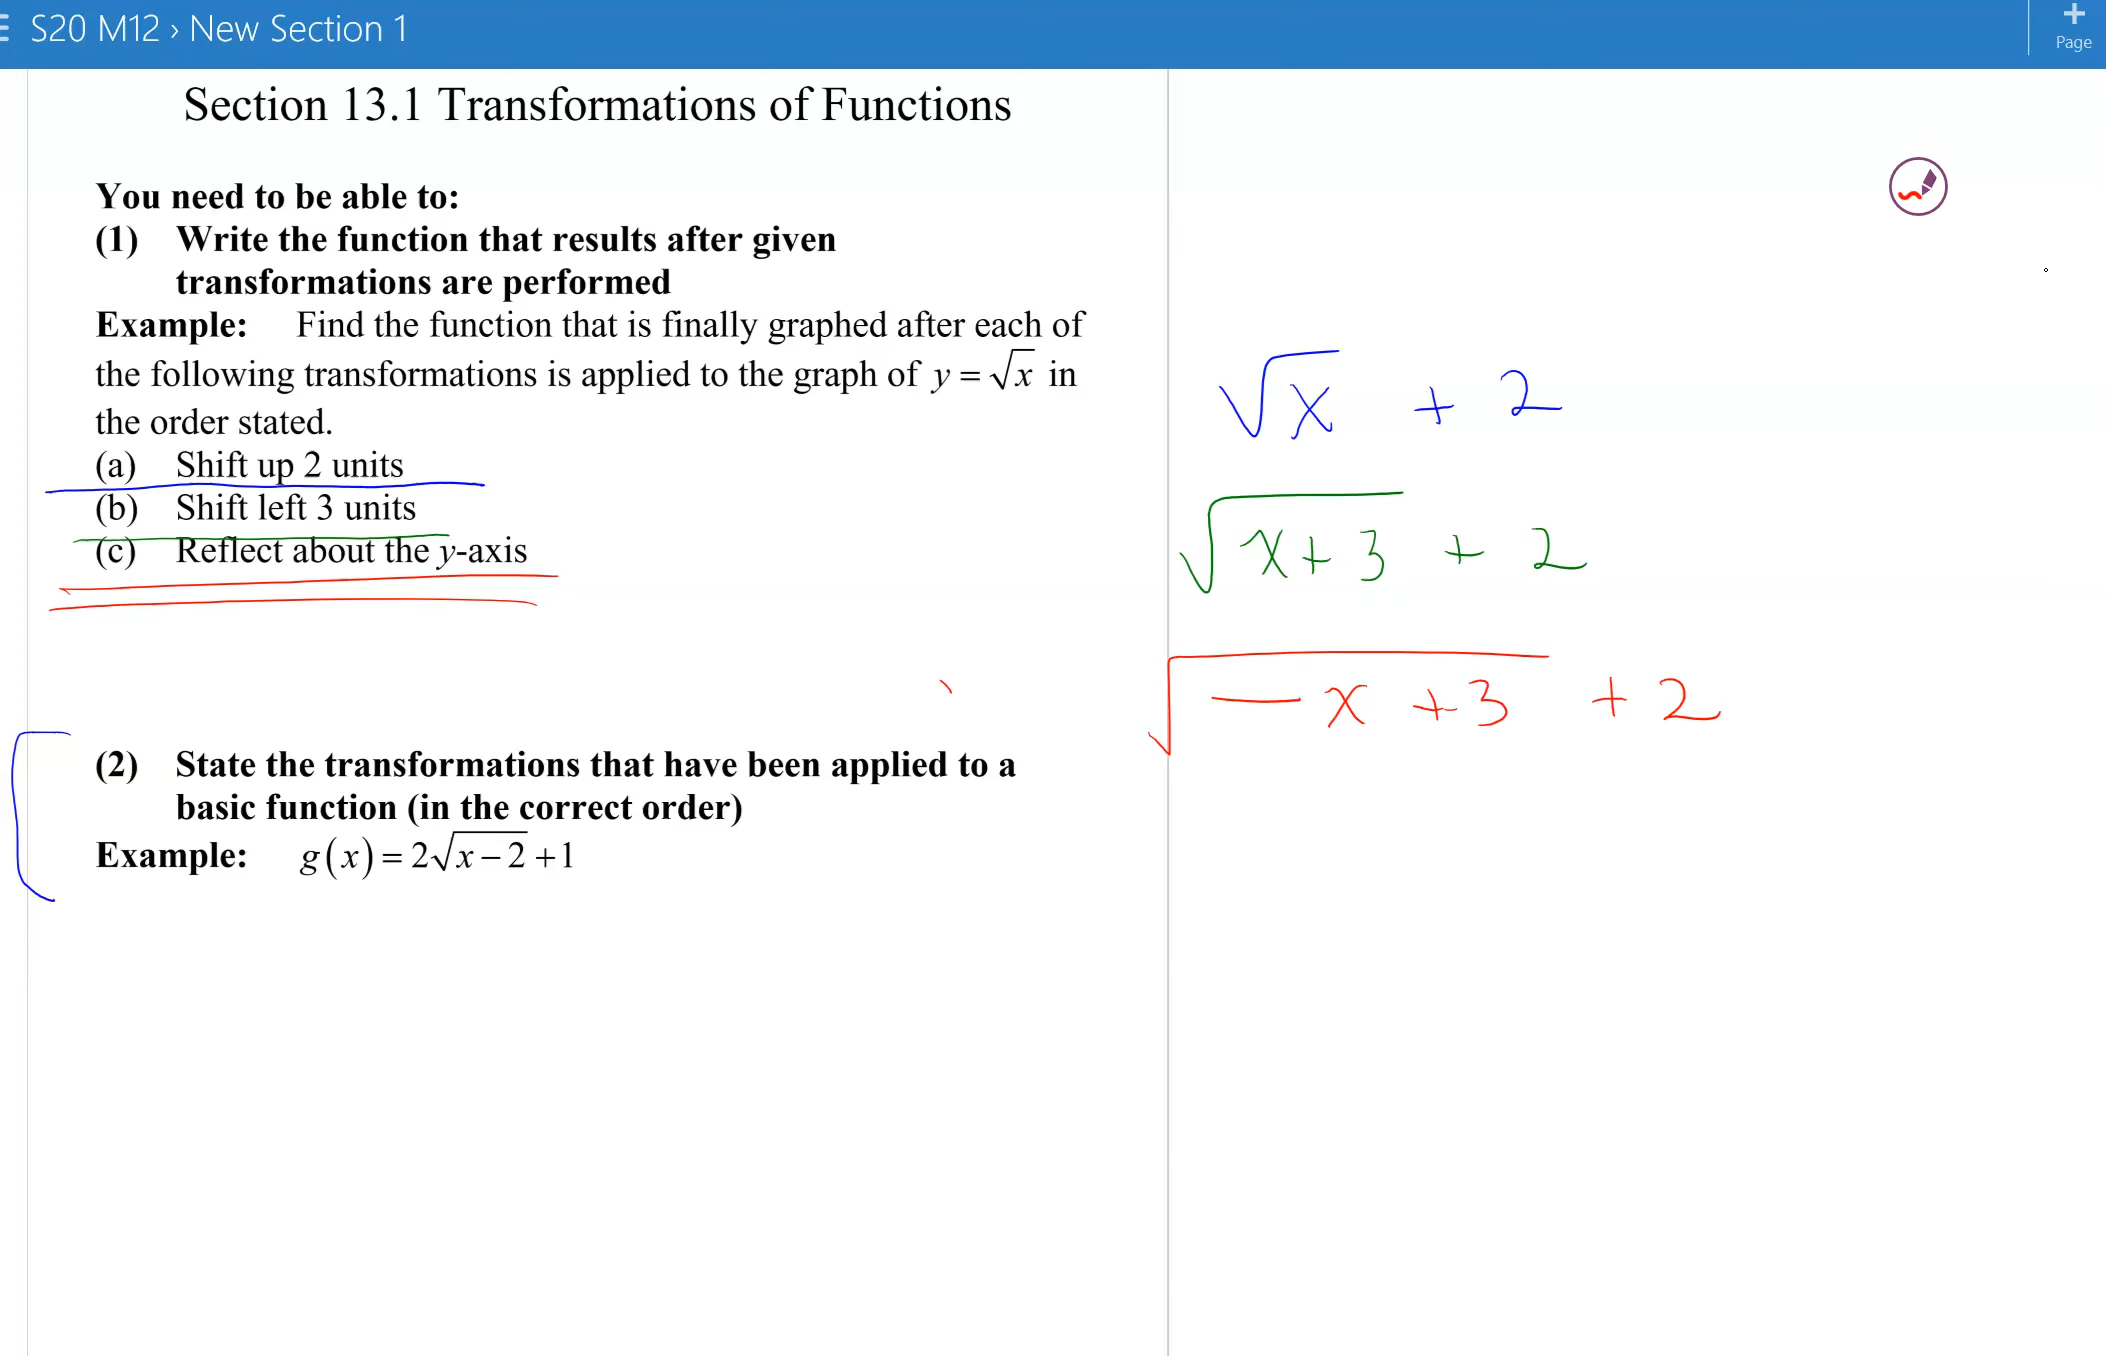 S20 M12 › New Section 1
+
Page
Section 13.1 Transformations of Functions
You need to be able to:
(1) Write the function that results after given
transformations are performed
Example: Find the function that is finally graphed after each of
the following transformations is applied to the graph of y = √x in
the order stated.
(a) Shift up 2 units
(b) Shift left 3 units
(c) Reflect about the y-axis
(2) State the transformations that have been applied to a
basic function (in the correct order)
Example: g(x) = 2√(x − 2) + 1
√x + 2
√(x + 3) + 2
√(−x + 3) + 2